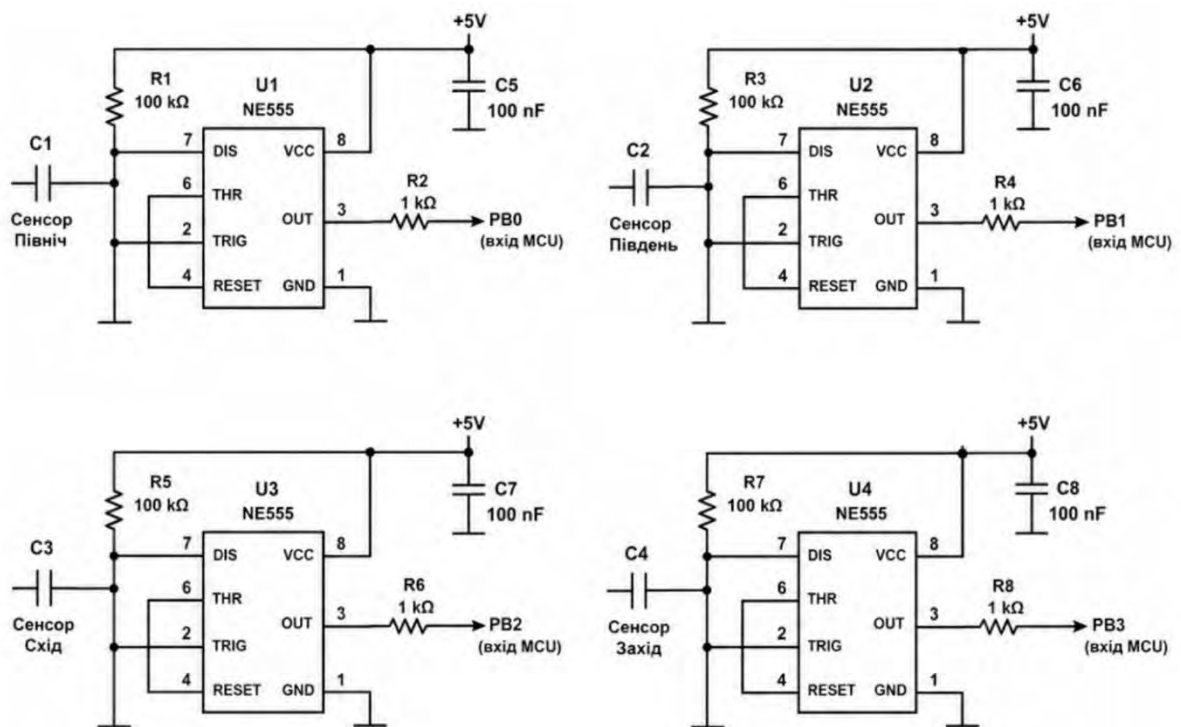 +5V
R1
100 kΩ
U1
NE555
C5
100 nF
C1
7
DIS
VCC
8
6
THR
R2
1 kΩ
Сенсор
Північ
OUT
3
PB0
(вхід MCU)
2
TRIG
4
RESET
GND
1
+5V
R3
100 kΩ
U2
NE555
C6
100 nF
C2
7
DIS
VCC
8
6
THR
R4
1 kΩ
Сенсор
Південь
OUT
3
PB1
(вхід MCU)
2
TRIG
4
RESET
GND
1
+5V
R5
100 kΩ
U3
NE555
C7
100 nF
C3
7
DIS
VCC
8
6
THR
R6
1 kΩ
Сенсор
Схід
OUT
3
PB2
(вхід MCU)
2
TRIG
4
RESET
GND
1
+5V
R7
100 kΩ
U4
NE555
C8
100 nF
C4
7
DIS
VCC
8
6
THR
R8
1 kΩ
Сенсор
Захід
OUT
3
PB3
(вхід MCU)
2
TRIG
4
RESET
GND
1